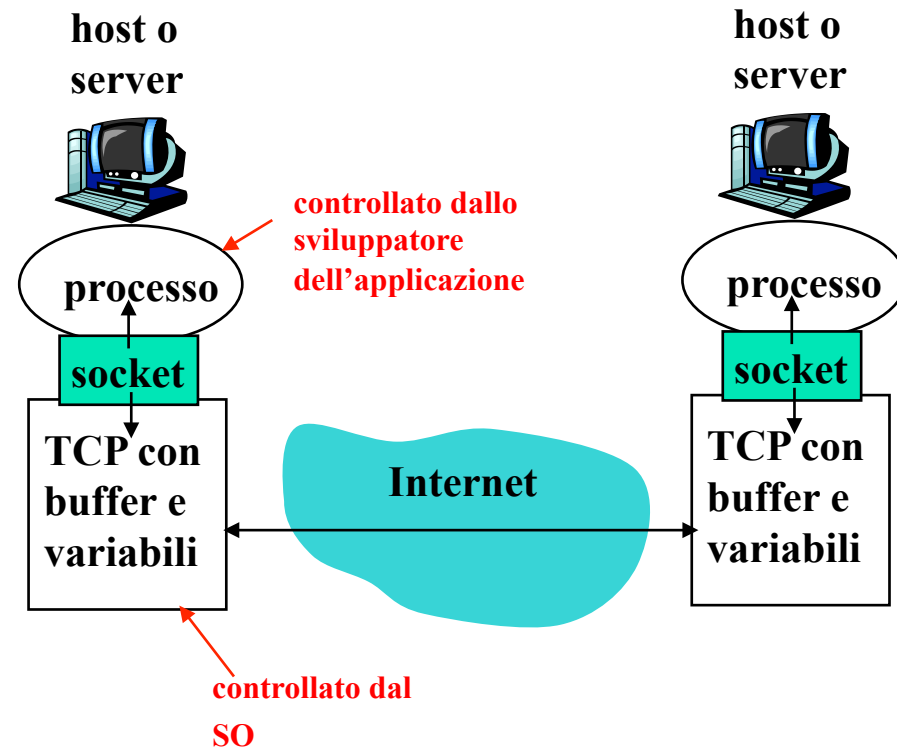 host o
server
host o
server
controllato dallo
sviluppatore
dell’applicazione
processo
processo
socket
socket
TCP con
buffer e
variabili
Internet
TCP con
buffer e
variabili
controllato dal
SO